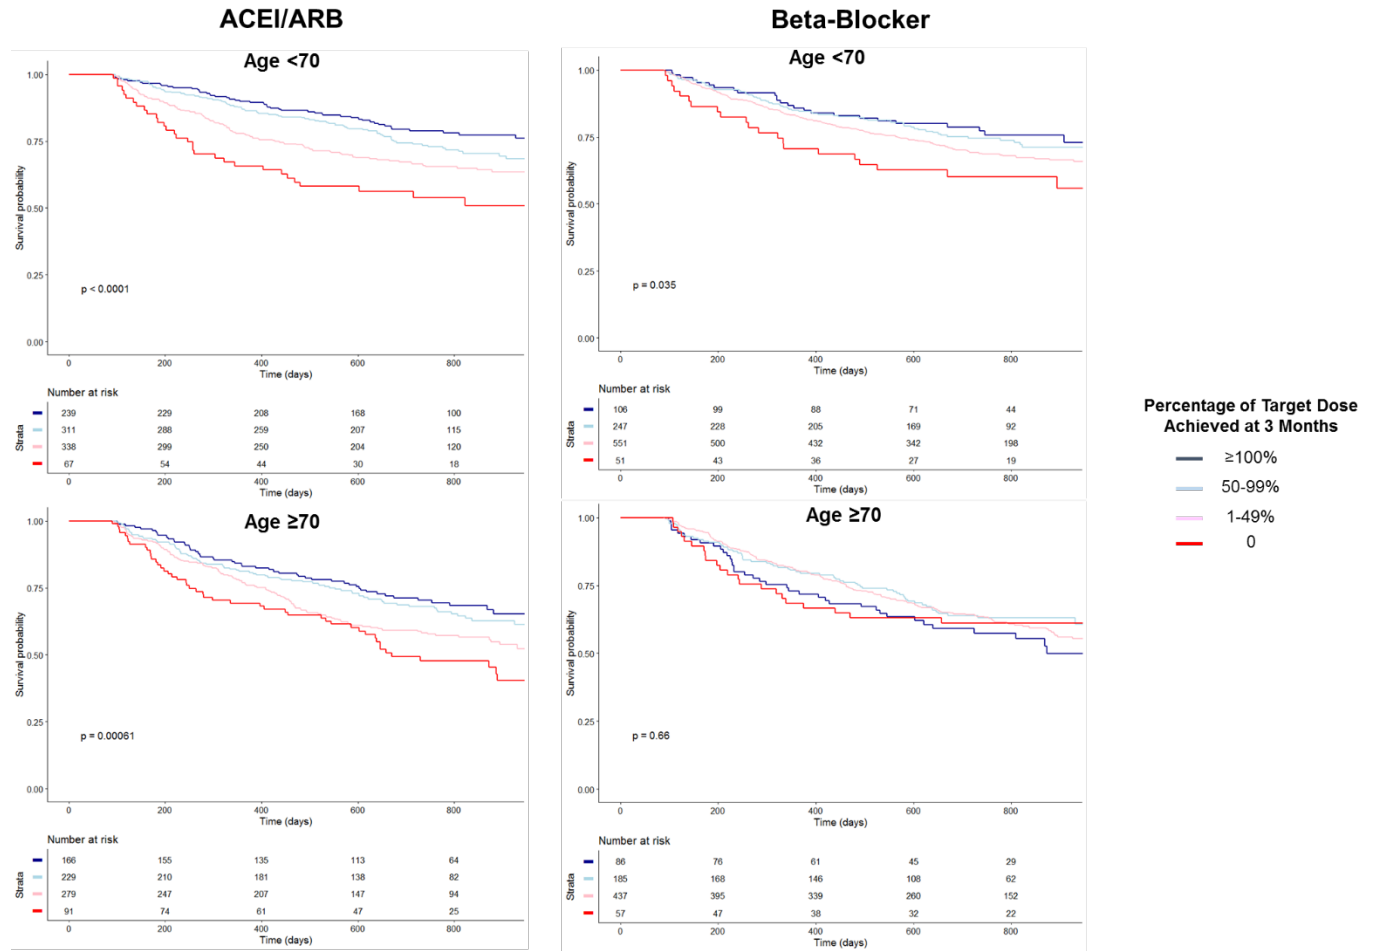 ACEI/ARB
Beta-Blocker
Age <70
1.00
0.75
0.50
0.25
0.00
Survival probability
p < 0.0001
0 200 400 600 800
Time (days)
Number at risk
Strata
239 229 208 168 100
311 288 259 207 115
338 299 250 204 120
67 54 44 30 18
0 200 400 600 800
Time (days)
Age <70
1.00
0.75
0.50
0.25
0.00
Survival probability
p = 0.035
0 200 400 600 800
Time (days)
Number at risk
Strata
106 99 88 71 44
247 228 205 169 92
551 500 432 342 198
51 43 36 27 19
0 200 400 600 800
Time (days)
Age ≥70
1.00
0.75
0.50
0.25
0.00
Survival probability
p = 0.00061
0 200 400 600 800
Time (days)
Number at risk
Strata
166 155 135 113 64
229 210 181 138 82
279 247 207 147 94
91 74 61 47 25
0 200 400 600 800
Time (days)
Age ≥70
1.00
0.75
0.50
0.25
0.00
Survival probability
p = 0.66
0 200 400 600 800
Time (days)
Number at risk
Strata
86 76 61 45 29
185 168 146 108 62
437 395 339 260 152
57 47 38 32 22
0 200 400 600 800
Time (days)
Percentage of Target Dose
Achieved at 3 Months
≥100%
50-99%
1-49%
0